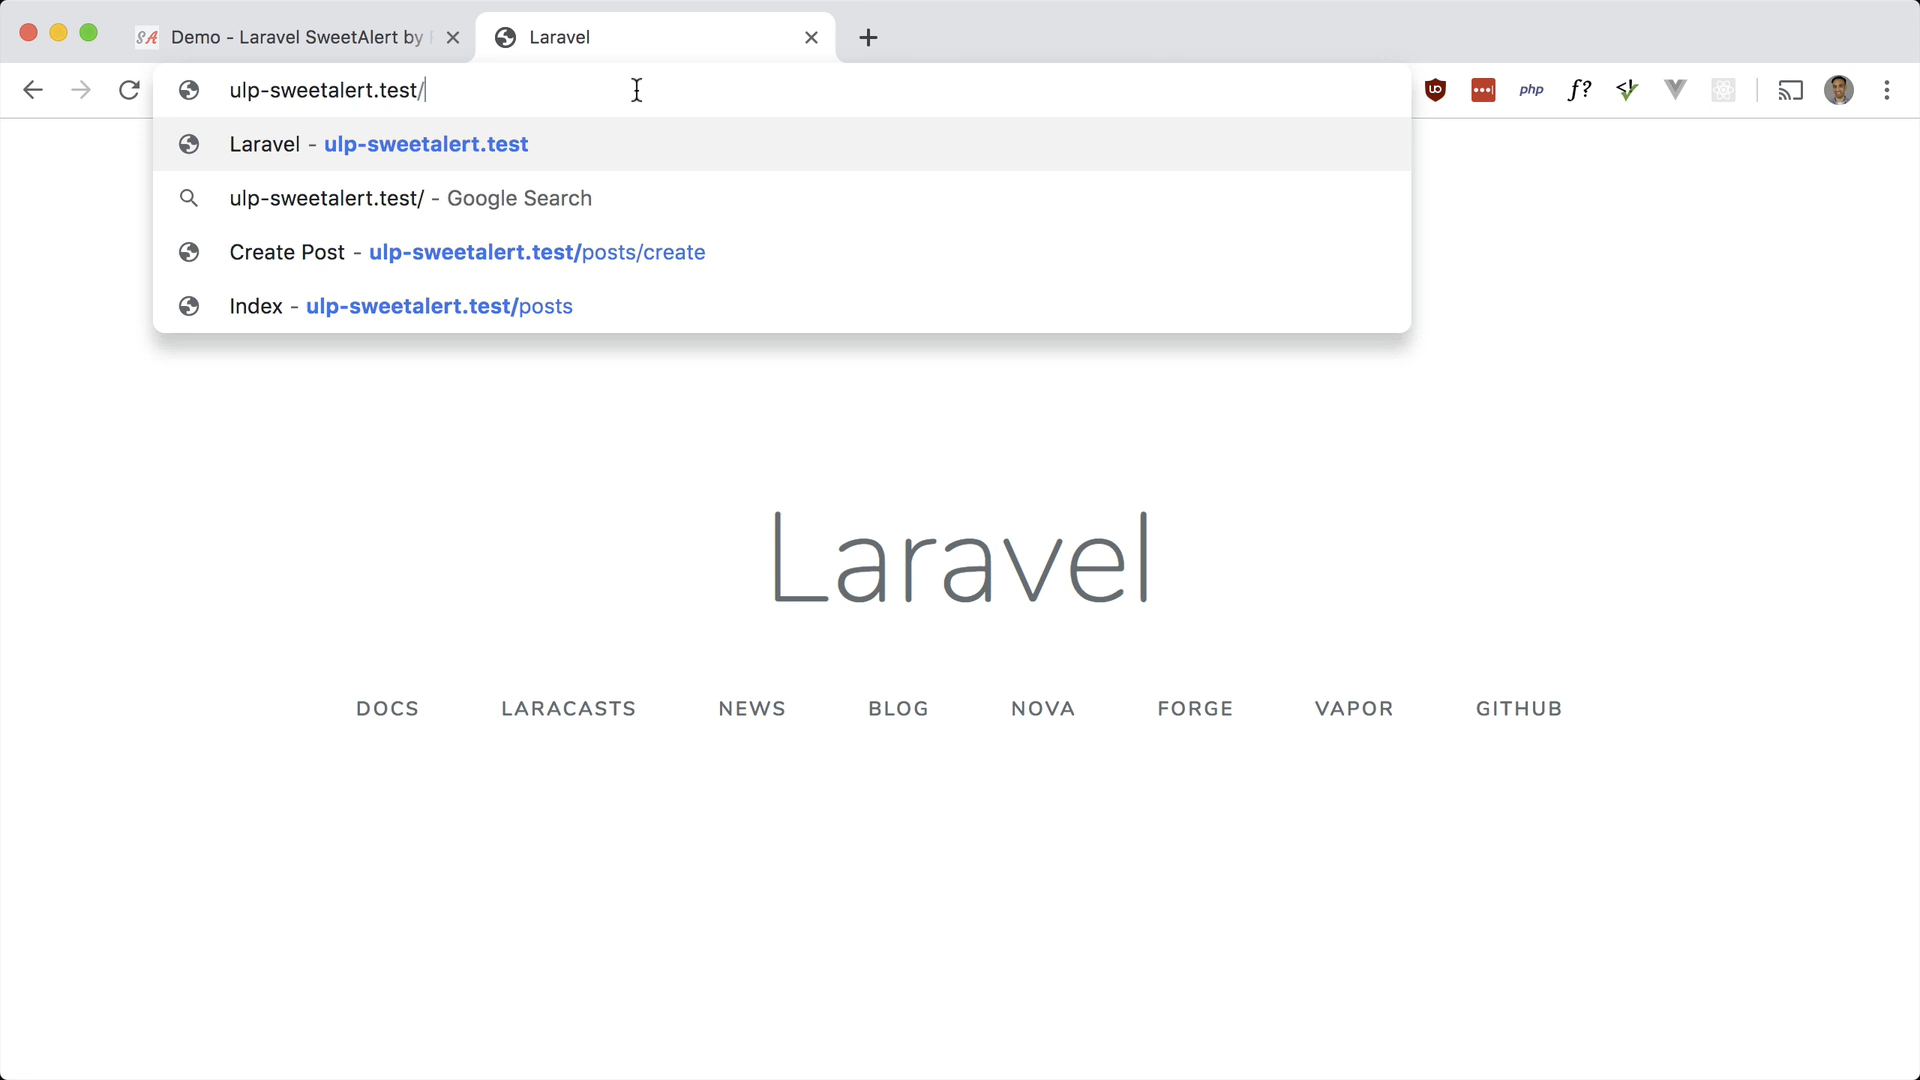 SA Demo - Laravel SweetAlert by
Laravel
ulp-sweetalert.test/
php f?
Laravel - ulp-sweetalert.test
ulp-sweetalert.test/ - Google Search
Create Post - ulp-sweetalert.test/posts/create
Index - ulp-sweetalert.test/posts
Laravel
DOCS LARACASTS NEWS BLOG NOVA FORGE VAPOR GITHUB